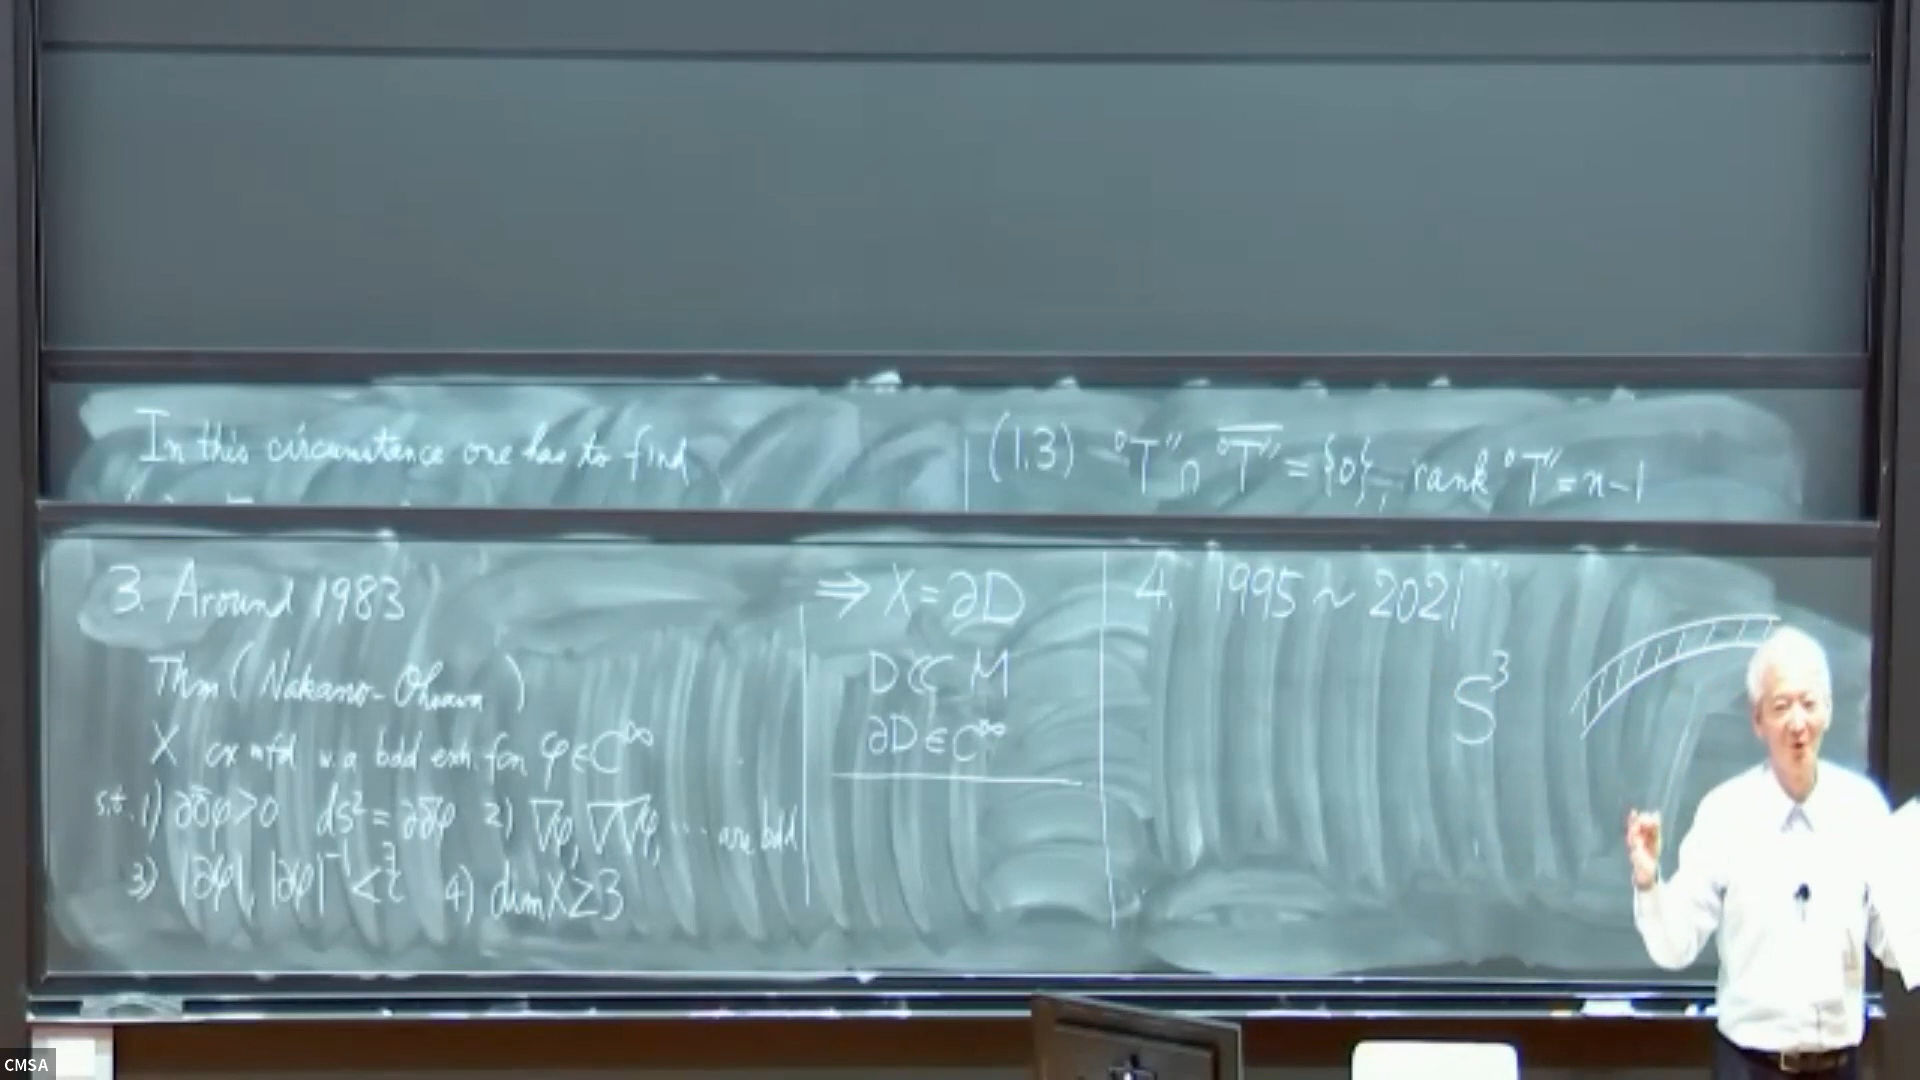 In this circumstance one has to find
(1.3) °T″ ∩ \overline{°T″} = {0}, rank °T″ = n-1
3. Around 1983
Thm (Nakano-Ohsawa)
X cx mfd w. a bdd exh. fcn φ ∈ C^∞
s.t. 1) ∂∂̄φ > 0 ds² = ∂∂̄φ 2) ∇φ, ∇∇φ, ... are bdd
3) |∂φ|, |∂φ|⁻¹ < 4) dim X ≥ 3
⇒ X = ∂D
D ⊂⊂ M
∂D ∈ C^∞
4. 1995 ~ 2021
S³
CMSA